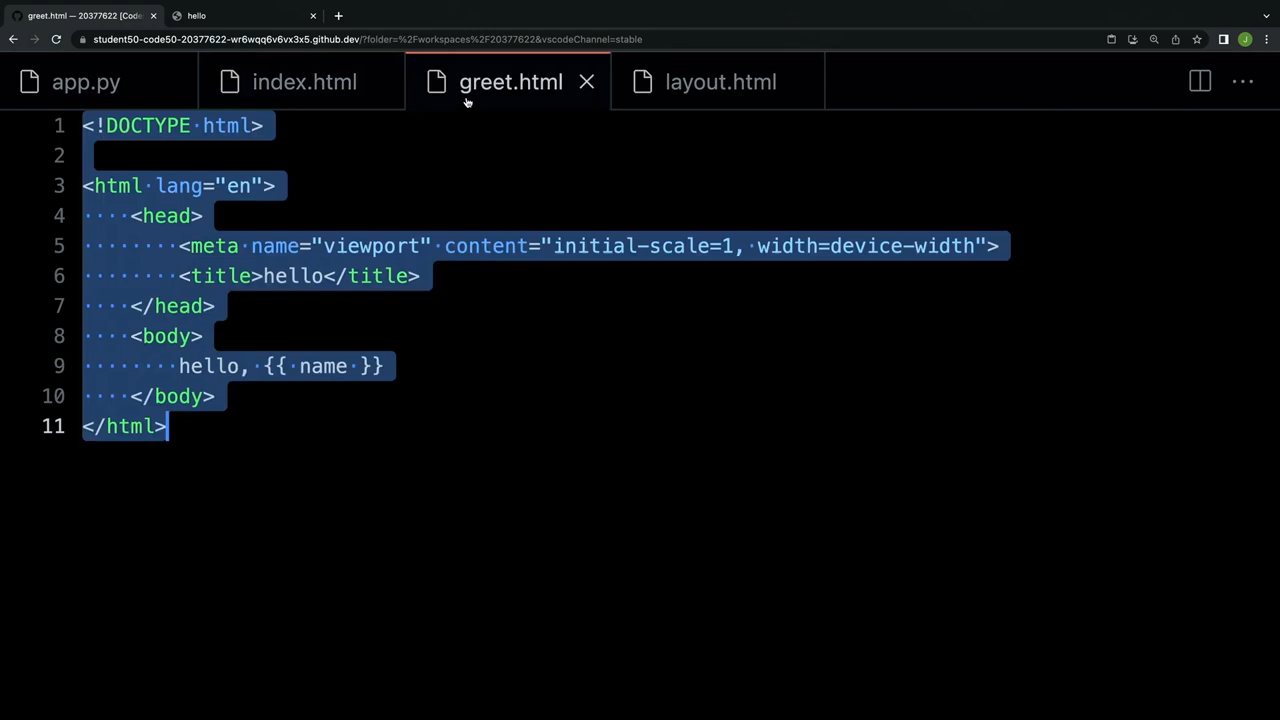 greet.html — 20377622 [Code
hello
student50-code50-20377622-wr6wqq6v6vx3x5.github.dev/?folder=%2Fworkspaces%2F20377622&vscodeChannel=stable
J
app.py
index.html
greet.html
layout.html
1 <!DOCTYPE·html>
2
3 <html·lang="en">
4 ····<head>
5 ········<meta·name="viewport"·content="initial-scale=1,·width=device-width">
6 ········<title>hello</title>
7 ····</head>
8 ····<body>
9 ········hello,·{{·name·}}
10 ····</body>
11 </html>